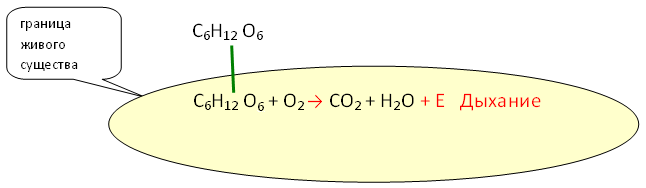 граница
живого
существа
C₆H₁₂ O₆
C₆H₁₂ O₆ + O₂ → CO₂ + H₂O + E Дыхание